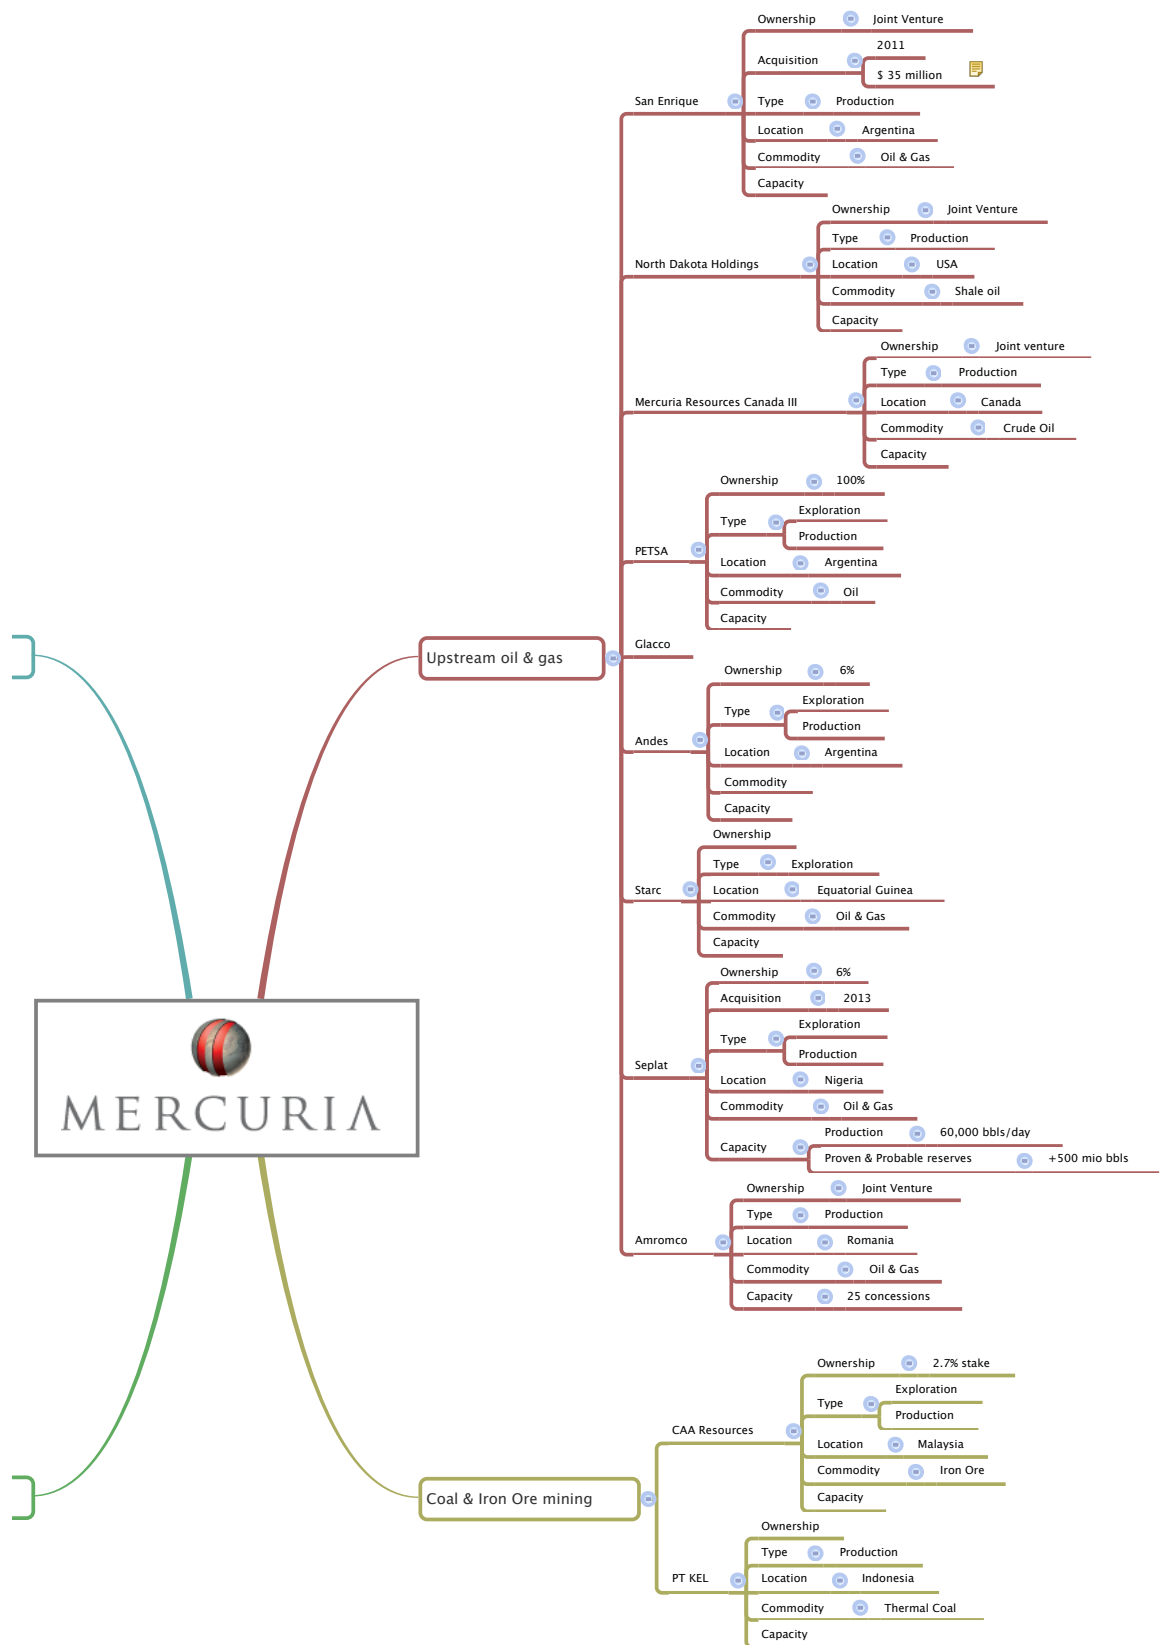 Ownership Joint Venture
2011
Acquisition
$ 35 million
San Enrique Type Production
Location Argentina
Commodity Oil & Gas
Capacity
Ownership Joint Venture
Type Production
North Dakota Holdings Location USA
Commodity Shale oil
Capacity
Ownership Joint venture
Type Production
Mercuria Resources Canada III Location Canada
Commodity Crude Oil
Capacity
Ownership 100%
Exploration
Type
Production
PETSA
Location Argentina
Commodity Oil
Capacity
Glacco
Upstream oil & gas
Ownership 6%
Exploration
Type
Production
Andes
Location Argentina
Commodity
Capacity
Ownership
Type Exploration
Starc Location Equatorial Guinea
Commodity Oil & Gas
Capacity
Ownership 6%
Acquisition 2013
Exploration
Type
Production
Seplat
Location Nigeria
Commodity Oil & Gas
Production 60,000 bbls/day
Capacity
Proven & Probable reserves +500 mio bbls
MERCURIA
Ownership Joint Venture
Type Production
Amromco Location Romania
Commodity Oil & Gas
Capacity 25 concessions
Ownership 2.7% stake
Exploration
Type
Production
CAA Resources
Location Malaysia
Commodity Iron Ore
Capacity
Coal & Iron Ore mining
Ownership
Type Production
PT KEL Location Indonesia
Commodity Thermal Coal
Capacity